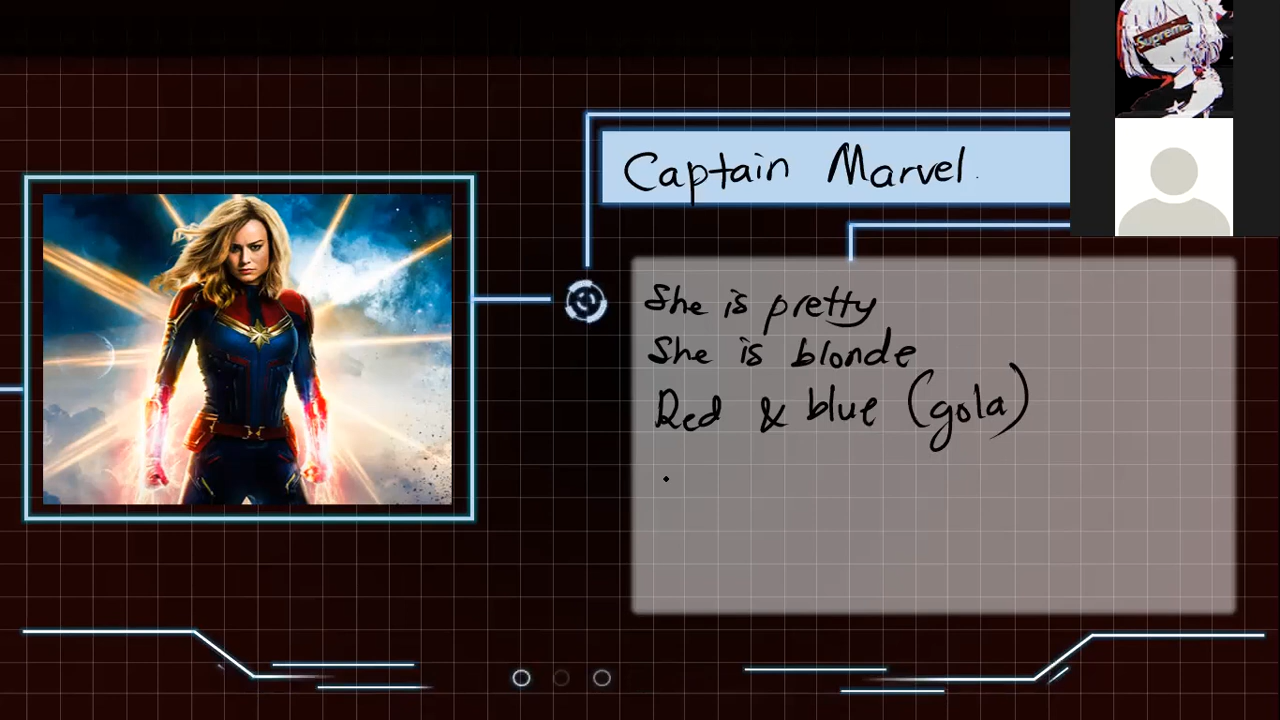 Supreme
Captain Marvel.
She is pretty
She is blonde
Red & blue (gola)